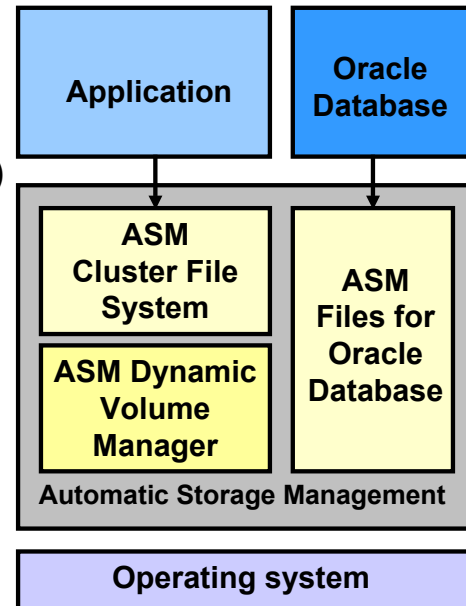 Application
Oracle
Database
)
ASM
Cluster File
System
ASM Dynamic
Volume
Manager
ASM
Files for
Oracle
Database
Automatic Storage Management
Operating system